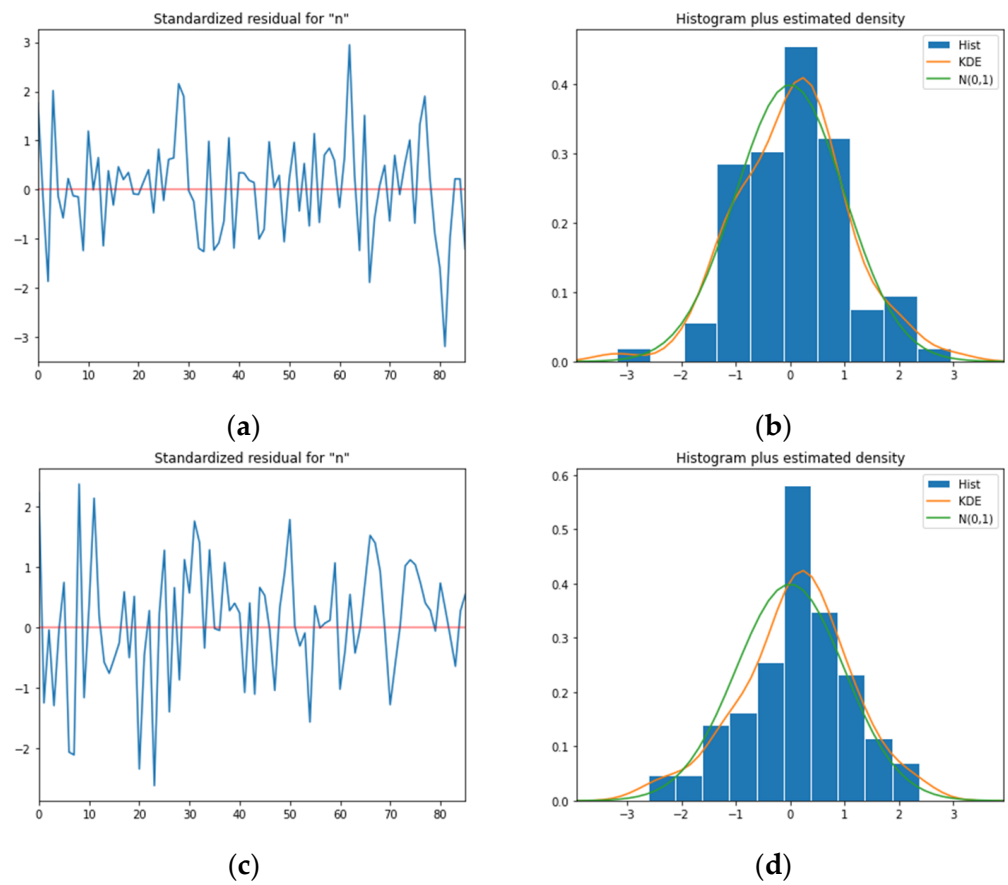 Standardized residual for "n"
3
2
1
0
−1
−2
−3
0 10 20 30 40 50 60 70 80
(a)
Histogram plus estimated density
Hist
KDE
N(0,1)
0.4
0.3
0.2
0.1
0.0
−3 −2 −1 0 1 2 3
(b)
Standardized residual for "n"
2
1
0
−1
−2
0 10 20 30 40 50 60 70 80
(c)
Histogram plus estimated density
Hist
KDE
N(0,1)
0.6
0.5
0.4
0.3
0.2
0.1
0.0
−3 −2 −1 0 1 2 3
(d)